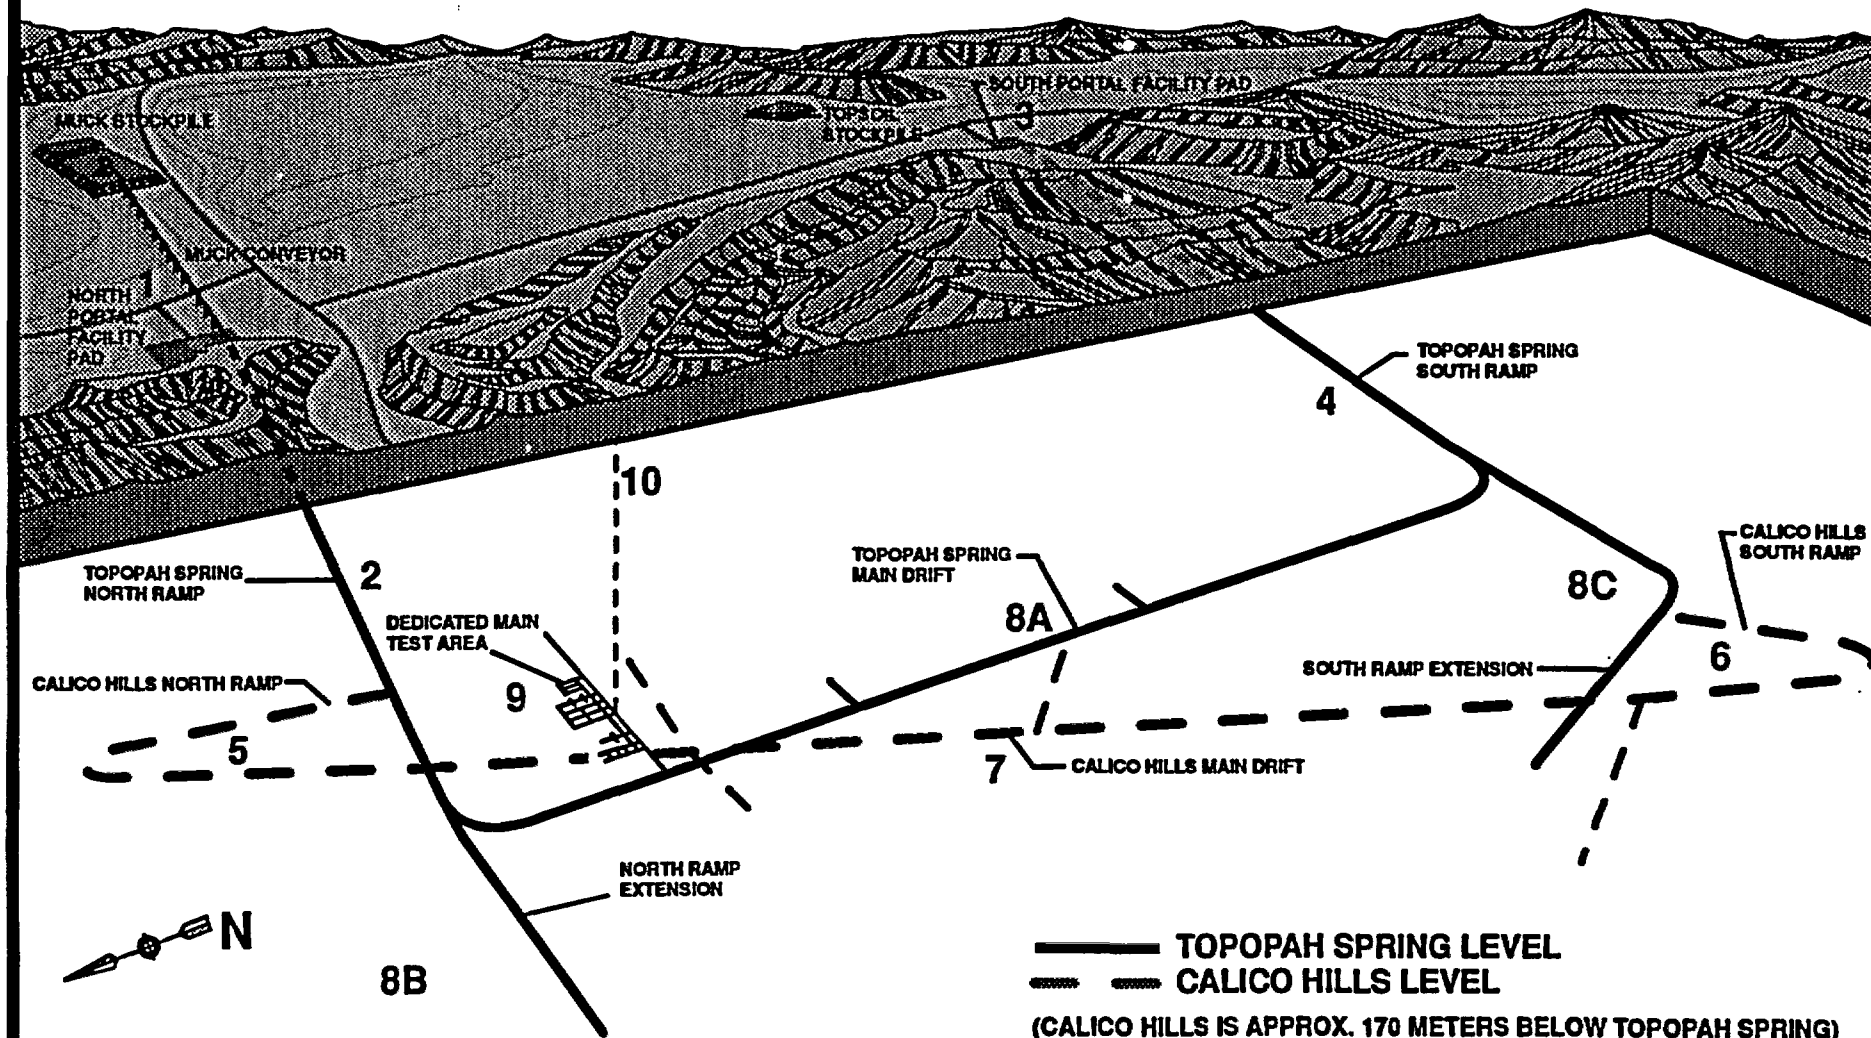 SOUTH PORTAL FACILITY PAD
MUCK STOCKPILE
TOPSOIL
STOCKPILE
3
MUCK CONVEYOR
1
NORTH
PORTAL
FACILITY
PAD
TOPOPAH SPRING
SOUTH RAMP
4
10
CALICO HILLS
SOUTH RAMP
TOPOPAH SPRING
MAIN DRIFT
TOPOPAH SPRING
NORTH RAMP
2
8C
DEDICATED MAIN
TEST AREA
8A
6
SOUTH RAMP EXTENSION
CALICO HILLS NORTH RAMP
9
5
7
CALICO HILLS MAIN DRIFT
NORTH RAMP
EXTENSION
N
8B
TOPOPAH SPRING LEVEL
CALICO HILLS LEVEL
(CALICO HILLS IS APPROX. 170 METERS BELOW TOPOPAH SPRING)